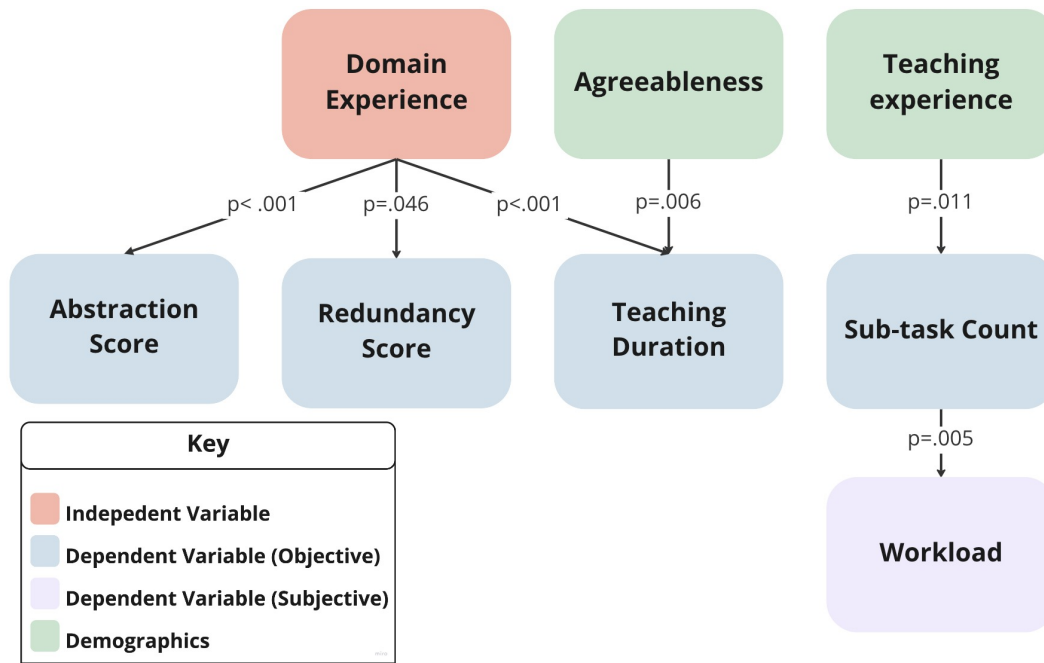 Domain
Experience
Agreeableness
Teaching
experience
p< .001
p=.046
p<.001
p=.006
p=.011
Abstraction
Score
Redundancy
Score
Teaching
Duration
Sub-task Count
p=.005
Workload
Key
Indepedent Variable
Dependent Variable (Objective)
Dependent Variable (Subjective)
Demographics
miro